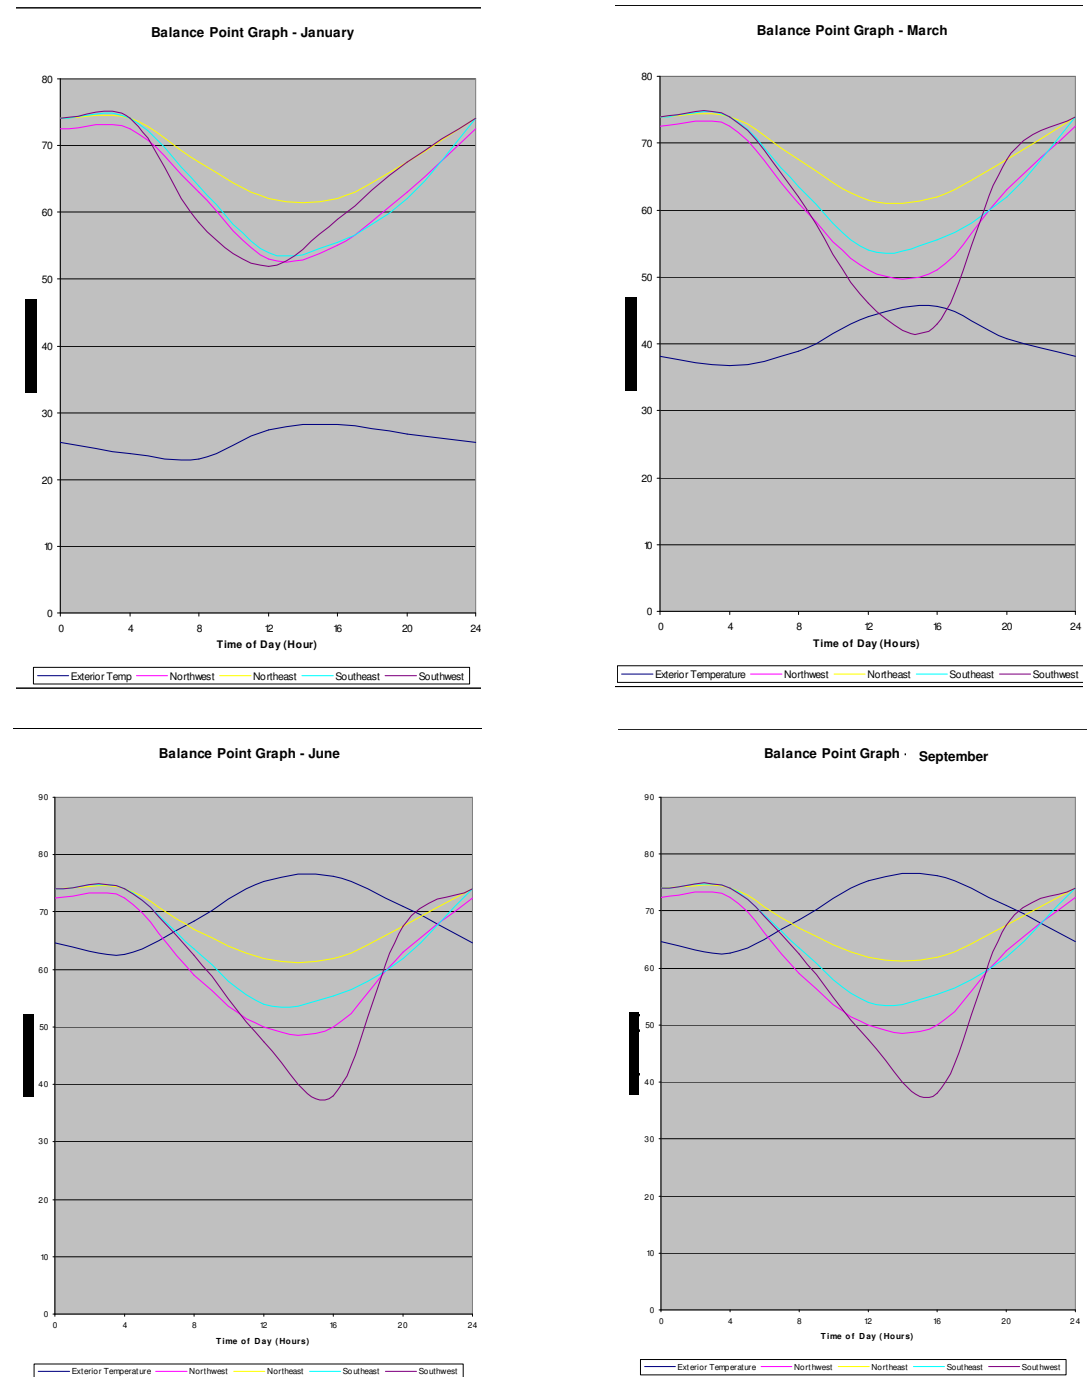 Balance Point Graph - January
80
70
60
50
40
30
20
10
0
0 4 8 12 16 20 24
Time of Day (Hour)
Exterior Temp Northwest Northeast Southeast Southwest
Balance Point Graph - March
80
70
60
50
40
30
20
10
0
0 4 8 12 16 20 24
Time of Day (Hours)
Exterior Temperature Northwest Northeast Southeast Southwest
Balance Point Graph - June
90
80
70
60
50
40
30
20
10
0
0 4 8 12 16 20 24
Time of Day (Hours)
Exterior Temperature Northwest Northeast Southeast Southwest
Balance Point Graph - September
90
80
70
60
50
40
30
20
10
0
0 4 8 12 16 20 24
Time of Day (Hours)
Exterior Temperature Northwest Northeast Southeast Southwest